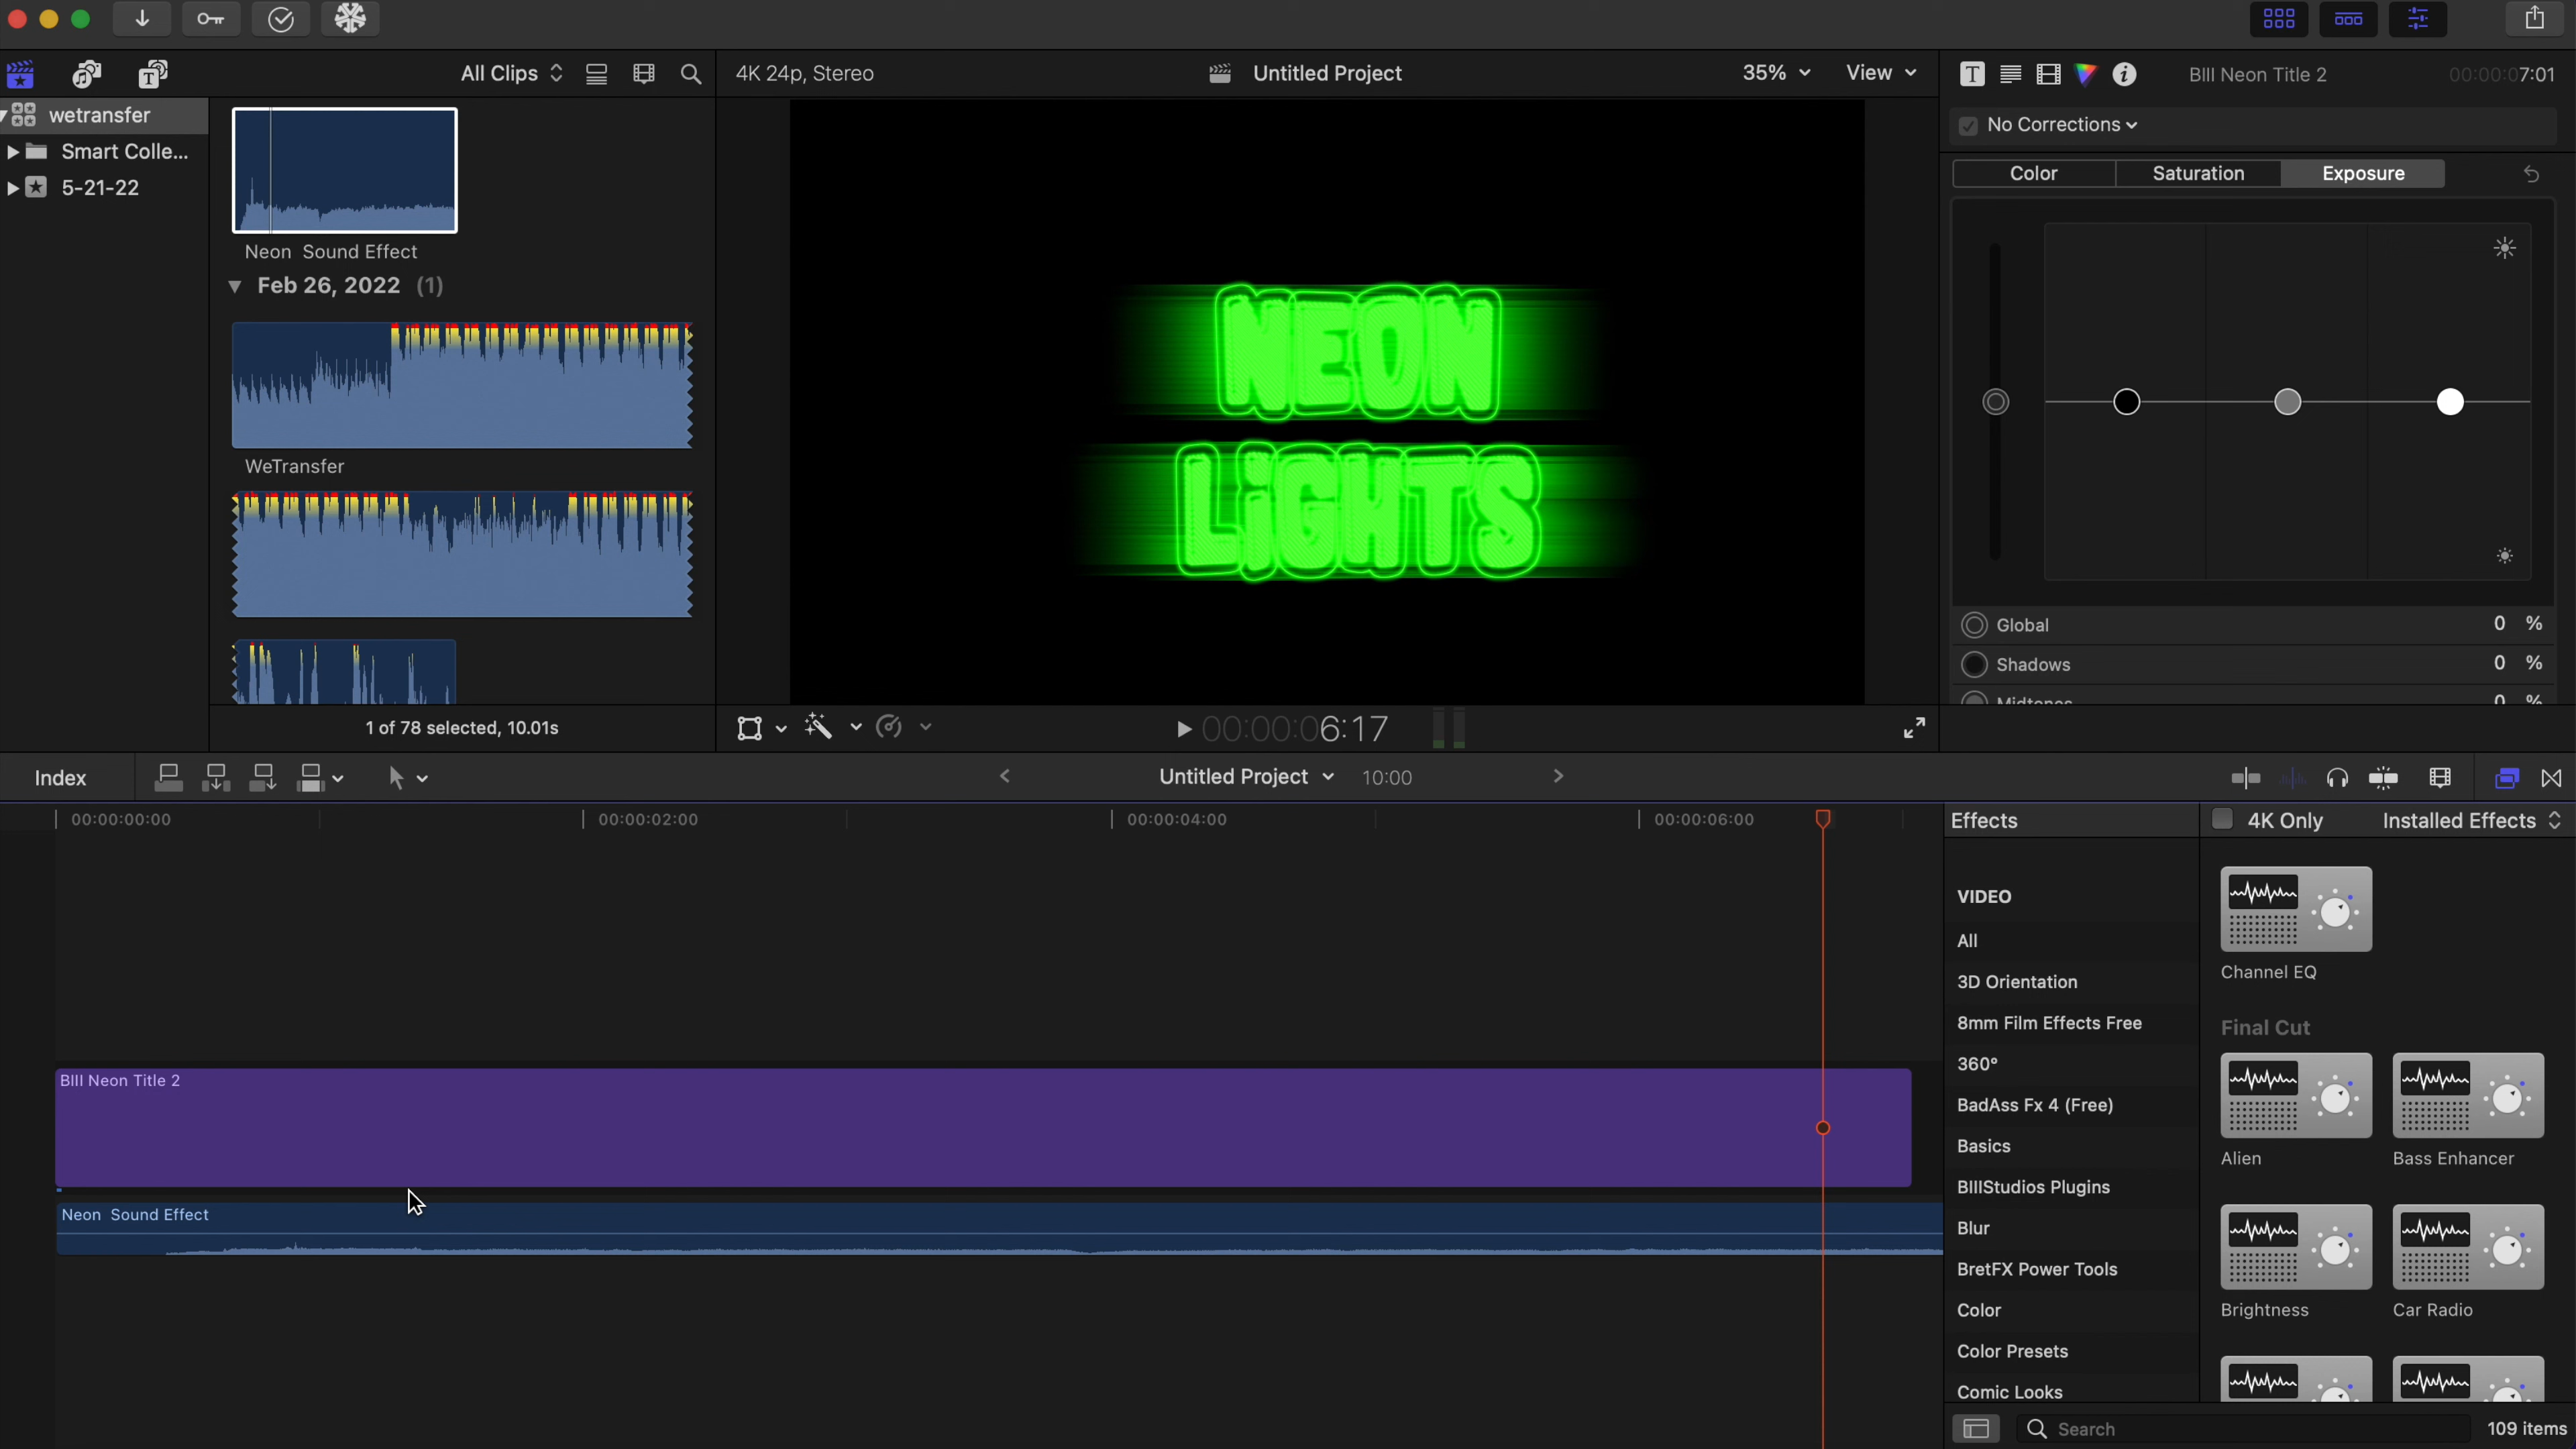 All Clips
4K 24p, Stereo
Untitled Project
35%
View
BIII Neon Title 2
00:00:07:01
wetransfer
Smart Colle...
5-21-22
Neon Sound Effect
Feb 26, 2022 (1)
WeTransfer
1 of 78 selected, 10.01s
NEON
LiGHTS
00:00:06:17
No Corrections
Color
Saturation
Exposure
Global 0 %
Shadows 0 %
Midtones 0 %
Index
Untitled Project
10:00
00:00:00:00
00:00:02:00
00:00:04:00
00:00:06:00
BIII Neon Title 2
Neon Sound Effect
Effects
4K Only
Installed Effects
VIDEO
All
3D Orientation
8mm Film Effects Free
360°
BadAss Fx 4 (Free)
Basics
BIIIStudios Plugins
Blur
BretFX Power Tools
Color
Color Presets
Comic Looks
Channel EQ
Final Cut
Alien
Bass Enhancer
Brightness
Car Radio
Search
109 items